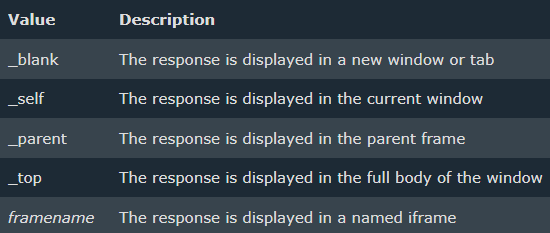 Value Description
_blank The response is displayed in a new window or tab
_self The response is displayed in the current window
_parent The response is displayed in the parent frame
_top The response is displayed in the full body of the window
framename The response is displayed in a named iframe